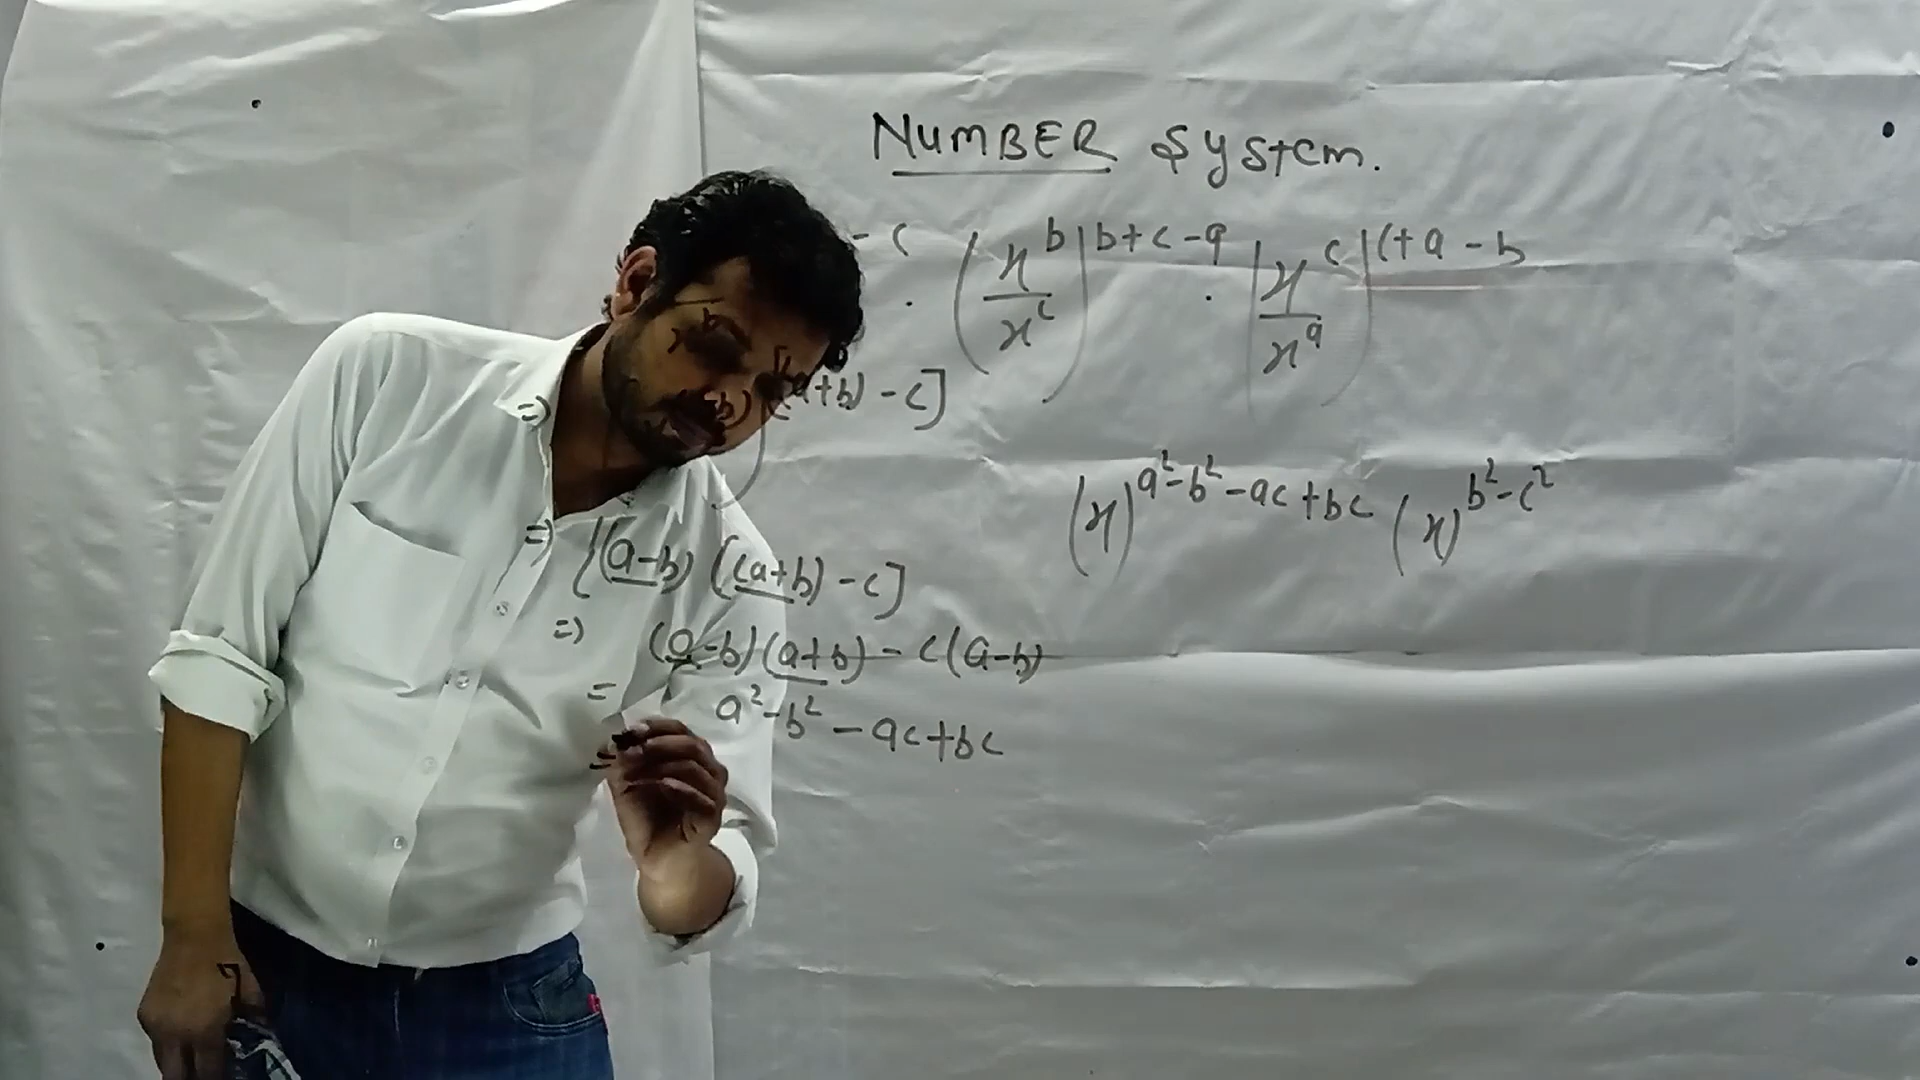 NUMBER System.
- c . (x^b/x^c)^b+c-a . (x^c/x^a)^c+a-b
=) b) [(a+b) - c]
(x)^a²-b²-ac+bc (x)^b²-c²
=) [(a-b) [(a+b) - c]
=) (a-b)(a+b) - c(a-b)
= a²-b² - ac+bc
=